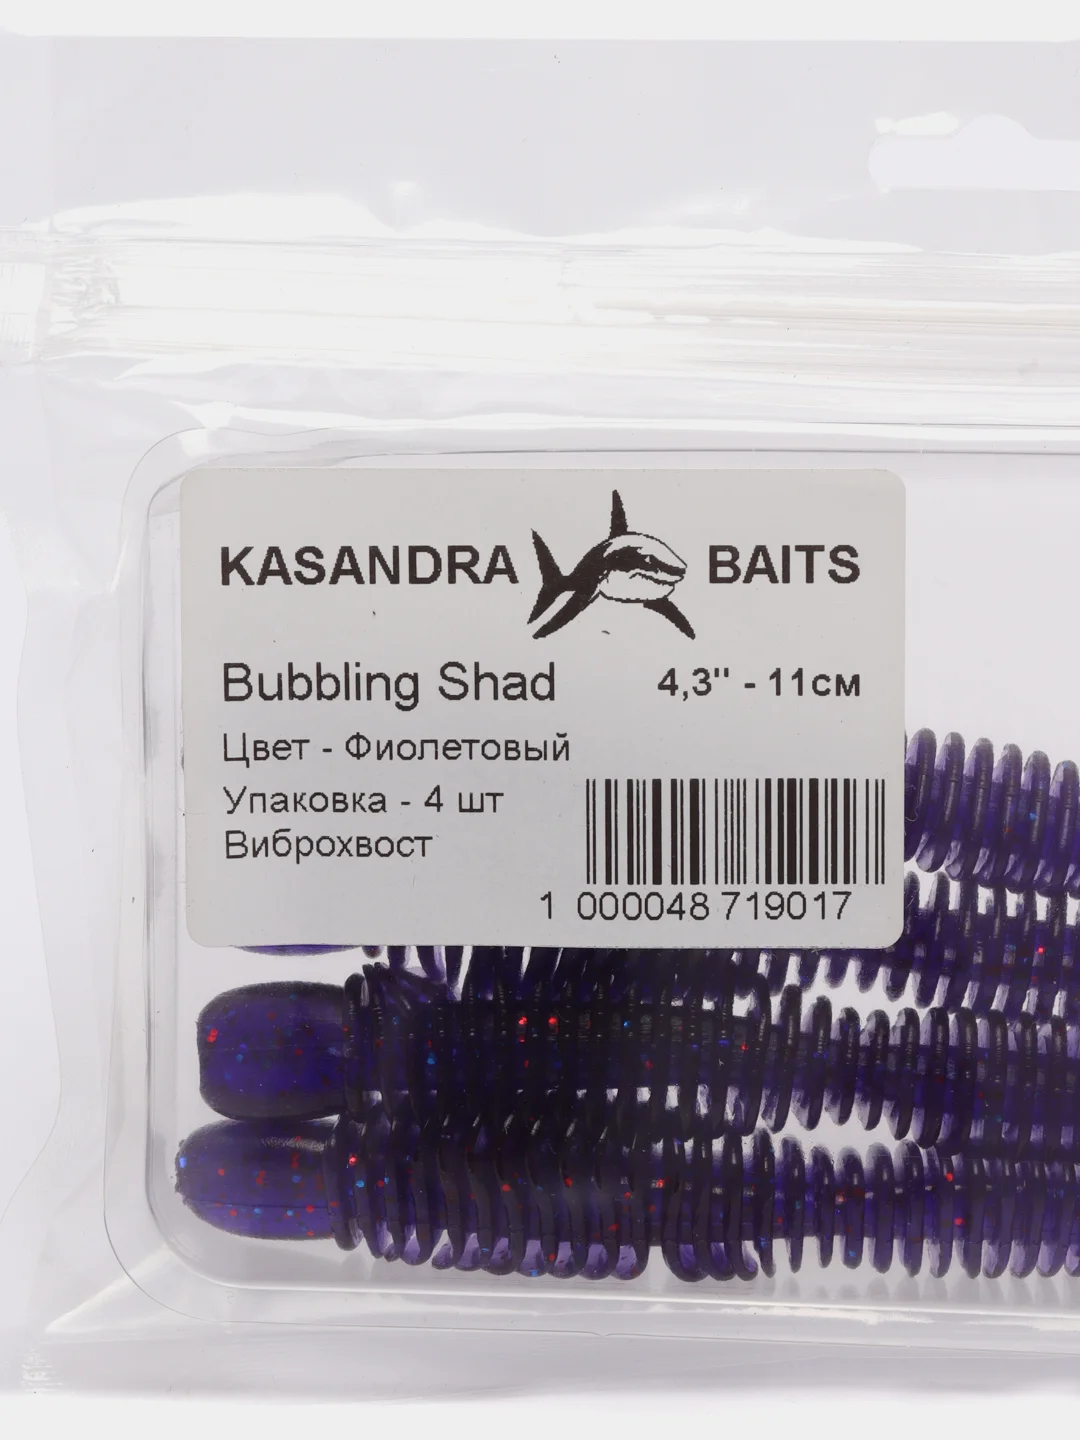 KASANDRA BAITS
Bubbling Shad 4,3" - 11см
Цвет - Фиолетовый
Упаковка - 4 шт
Виброхвост
1 000048 719017